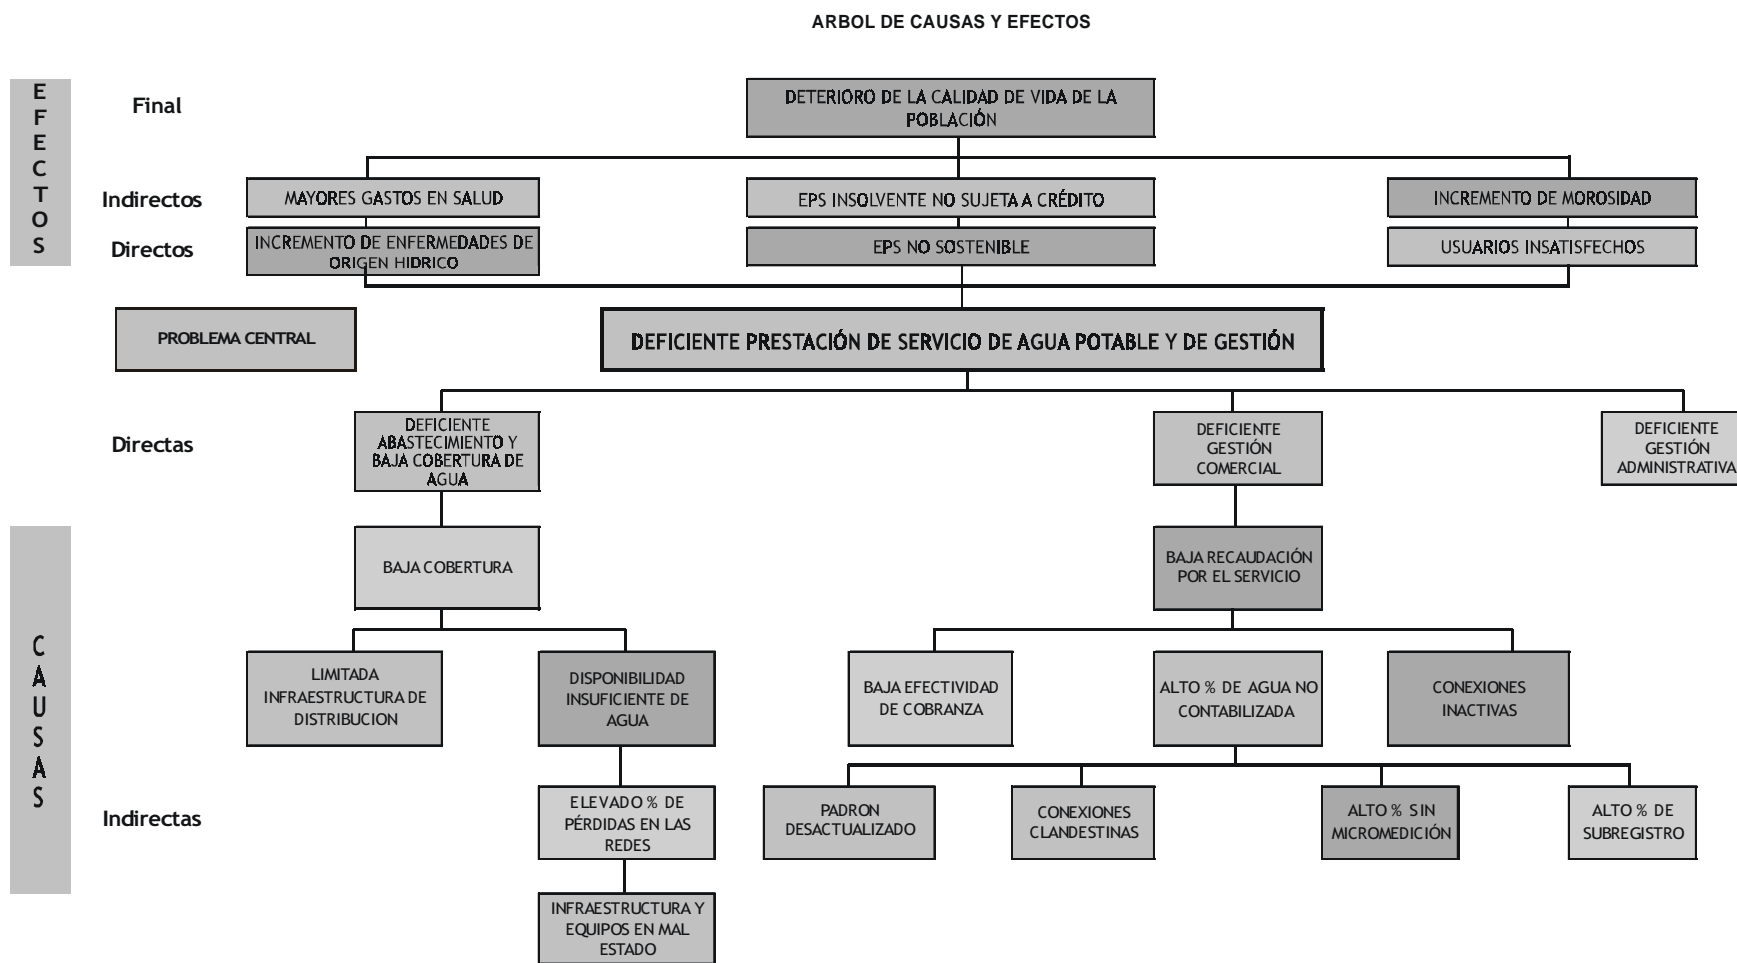 ARBOL DE CAUSAS Y EFECTOS
EFECTOS
Final
DETERIORO DE LA CALIDAD DE VIDA DE LA
POBLACIÓN
Indirectos
MAYORES GASTOS EN SALUD
EPS INSOLVENTE NO SUJETA A CRÉDITO
INCREMENTO DE MOROSIDAD
Directos
INCREMENTO DE ENFERMEDADES DE
ORIGEN HIDRICO
EPS NO SOSTENIBLE
USUARIOS INSATISFECHOS
PROBLEMA CENTRAL
DEFICIENTE PRESTACIÓN DE SERVICIO DE AGUA POTABLE Y DE GESTIÓN
Directas
DEFICIENTE
ABASTECIMIENTO Y
BAJA COBERTURA DE
AGUA
DEFICIENTE
GESTIÓN
COMERCIAL
DEFICIENTE
GESTIÓN
ADMINISTRATIVA
CAUSAS
BAJA COBERTURA
BAJA RECAUDACIÓN
POR EL SERVICIO
LIMITADA
INFRAESTRUCTURA DE
DISTRIBUCION
DISPONIBILIDAD
INSUFICIENTE DE
AGUA
BAJA EFECTIVIDAD
DE COBRANZA
ALTO % DE AGUA NO
CONTABILIZADA
CONEXIONES
INACTIVAS
Indirectas
ELEVADO % DE
PÉRDIDAS EN LAS
REDES
PADRON
DESACTUALIZADO
CONEXIONES
CLANDESTINAS
ALTO % SIN
MICROMEDICIÓN
ALTO % DE
SUBREGISTRO
INFRAESTRUCTURA Y
EQUIPOS EN MAL
ESTADO